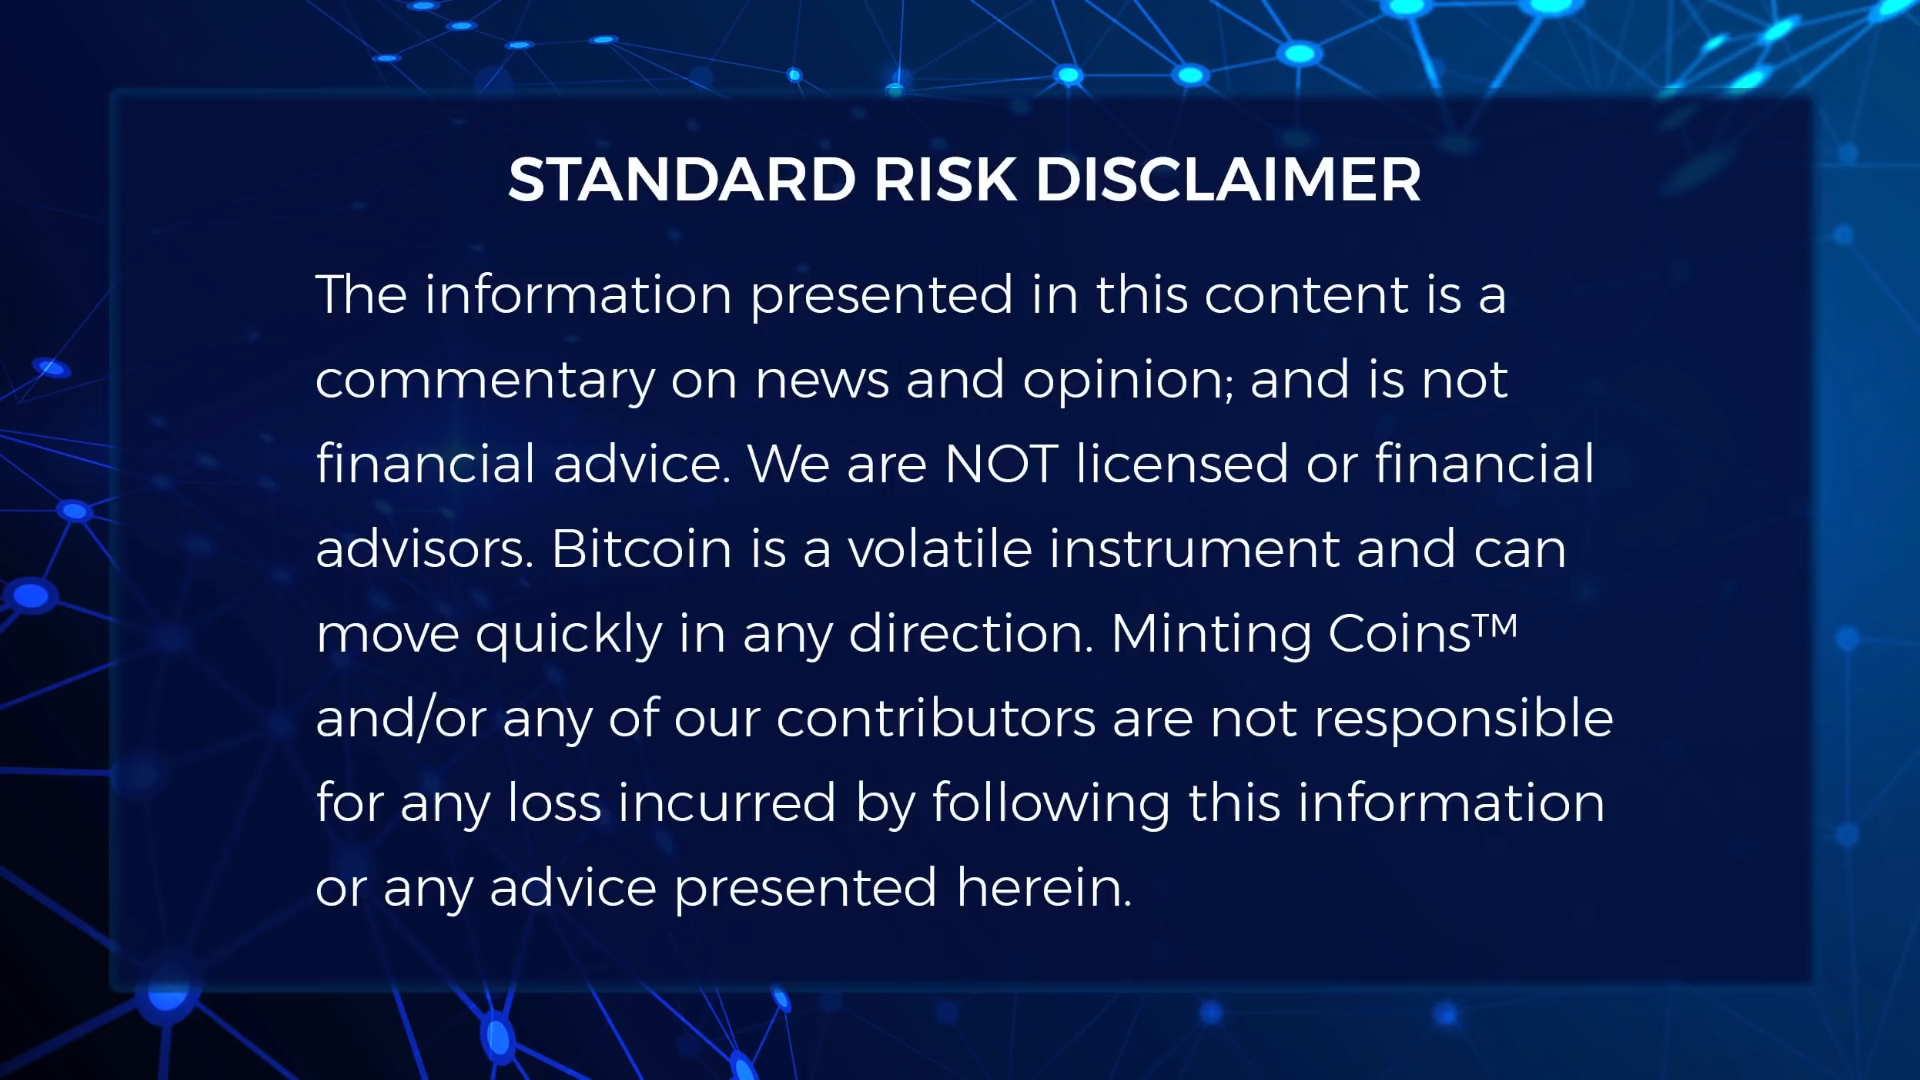 STANDARD RISK DISCLAIMER
The information presented in this content is a
commentary on news and opinion; and is not
financial advice. We are NOT licensed or financial
advisors. Bitcoin is a volatile instrument and can
move quickly in any direction. Minting Coins™
and/or any of our contributors are not responsible
for any loss incurred by following this information
or any advice presented herein.